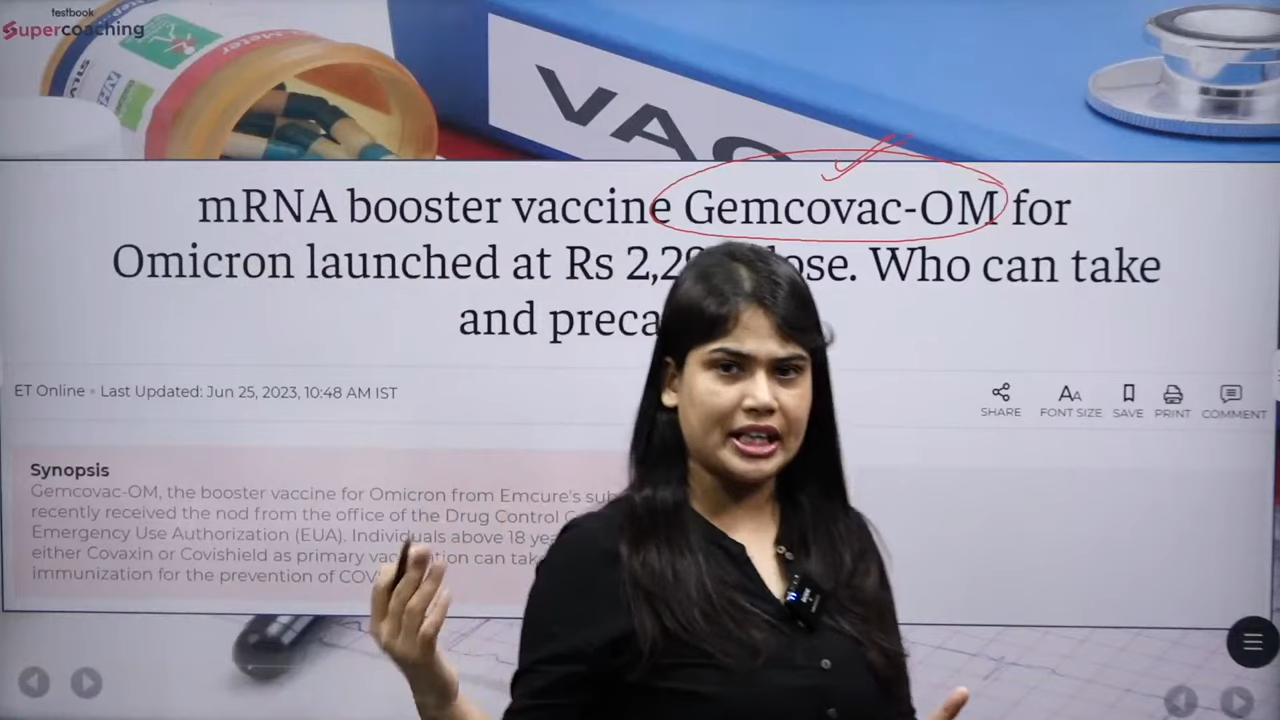 testbook
Supercoaching
VAC
mRNA booster vaccine Gemcovac-OM for
Omicron launched at Rs 2,2 ose. Who can take
and preca
ET Online • Last Updated: Jun 25, 2023, 10:48 AM IST
SHARE FONT SIZE SAVE PRINT COMMENT
Synopsis
Gemcovac-OM, the booster vaccine for Omicron from Emcure's sub
recently received the nod from the office of the Drug Control
Emergency Use Authorization (EUA). Individuals above 18 yea
either Covaxin or Covishield as primary vac ation can tak
immunization for the prevention of COV